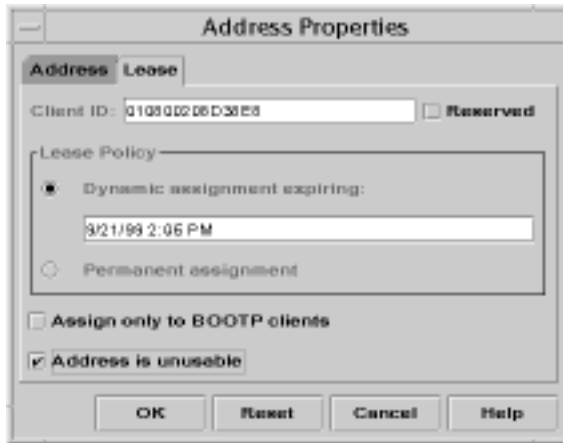 Address Properties
Address Lease
Client ID: 010800208D38E8 Reserved
Lease Policy
Dynamic assignment expiring:
9/21/99 2:06 PM
Permanent assignment
Assign only to BOOTP clients
Address is unusable
OK Reset Cancel Help